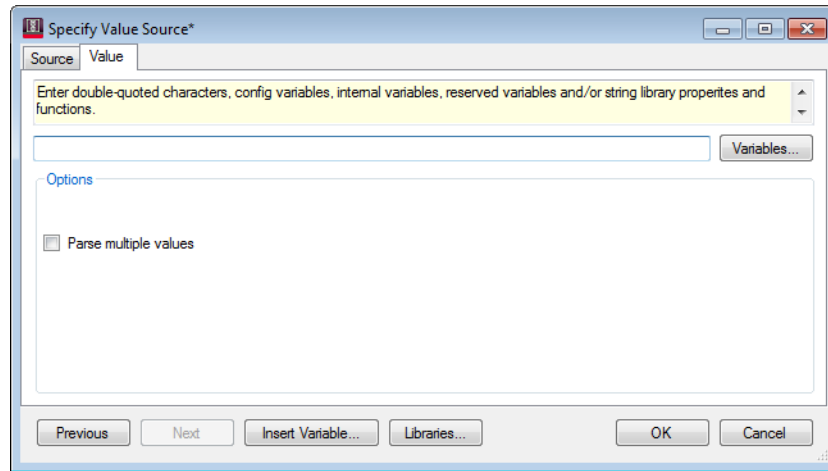 Specify Value Source*
Source Value
Enter double-quoted characters, config variables, internal variables, reserved variables and/or string library properites and
functions.
Variables...
Options
Parse multiple values
Previous Next Insert Variable... Libraries... OK Cancel